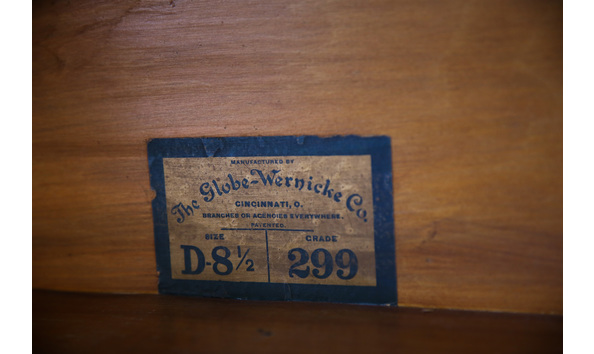 MANUFACTURED BY
The Globe-Wernicke Co.
CINCINNATI, O.
BRANCHES OR AGENCIES EVERYWHERE.
PATENTED
SIZE GRADE
D-8½ 299